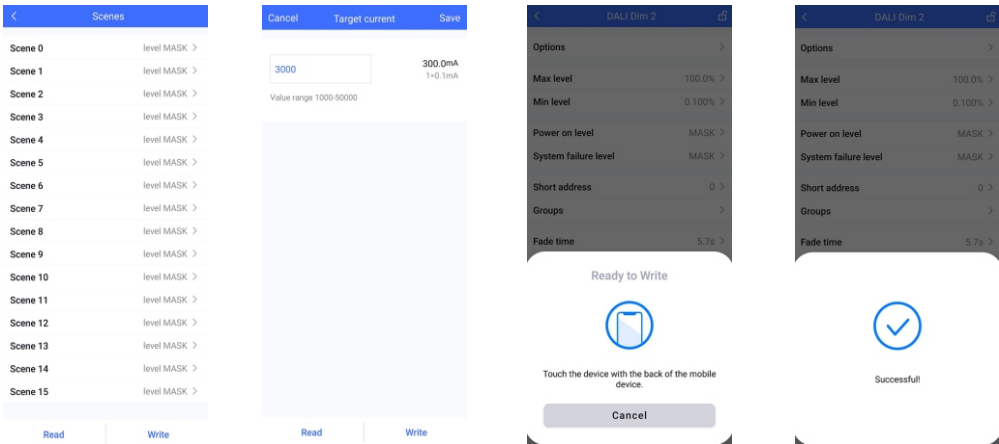 Scenes
Scene 0 level MASK
Scene 1 level MASK
Scene 2 level MASK
Scene 3 level MASK
Scene 4 level MASK
Scene 5 level MASK
Scene 6 level MASK
Scene 7 level MASK
Scene 8 level MASK
Scene 9 level MASK
Scene 10 level MASK
Scene 11 level MASK
Scene 12 level MASK
Scene 13 level MASK
Scene 14 level MASK
Scene 15 level MASK
Read Write
Cancel Target current Save
3000 300.0mA
1=0.1mA
Value range 1000-50000
Read Write
DALI Dim 2
Options
Max level 100.0%
Min level 0.100%
Power on level MASK
System failure level MASK
Short address 0
Groups
Fade time 5.7s
Ready to Write
Touch the device with the back of the mobile
device.
Cancel
DALI Dim 2
Options
Max level 100.0%
Min level 0.100%
Power on level MASK
System failure level MASK
Short address 0
Groups
Fade time 5.7s
Successful!